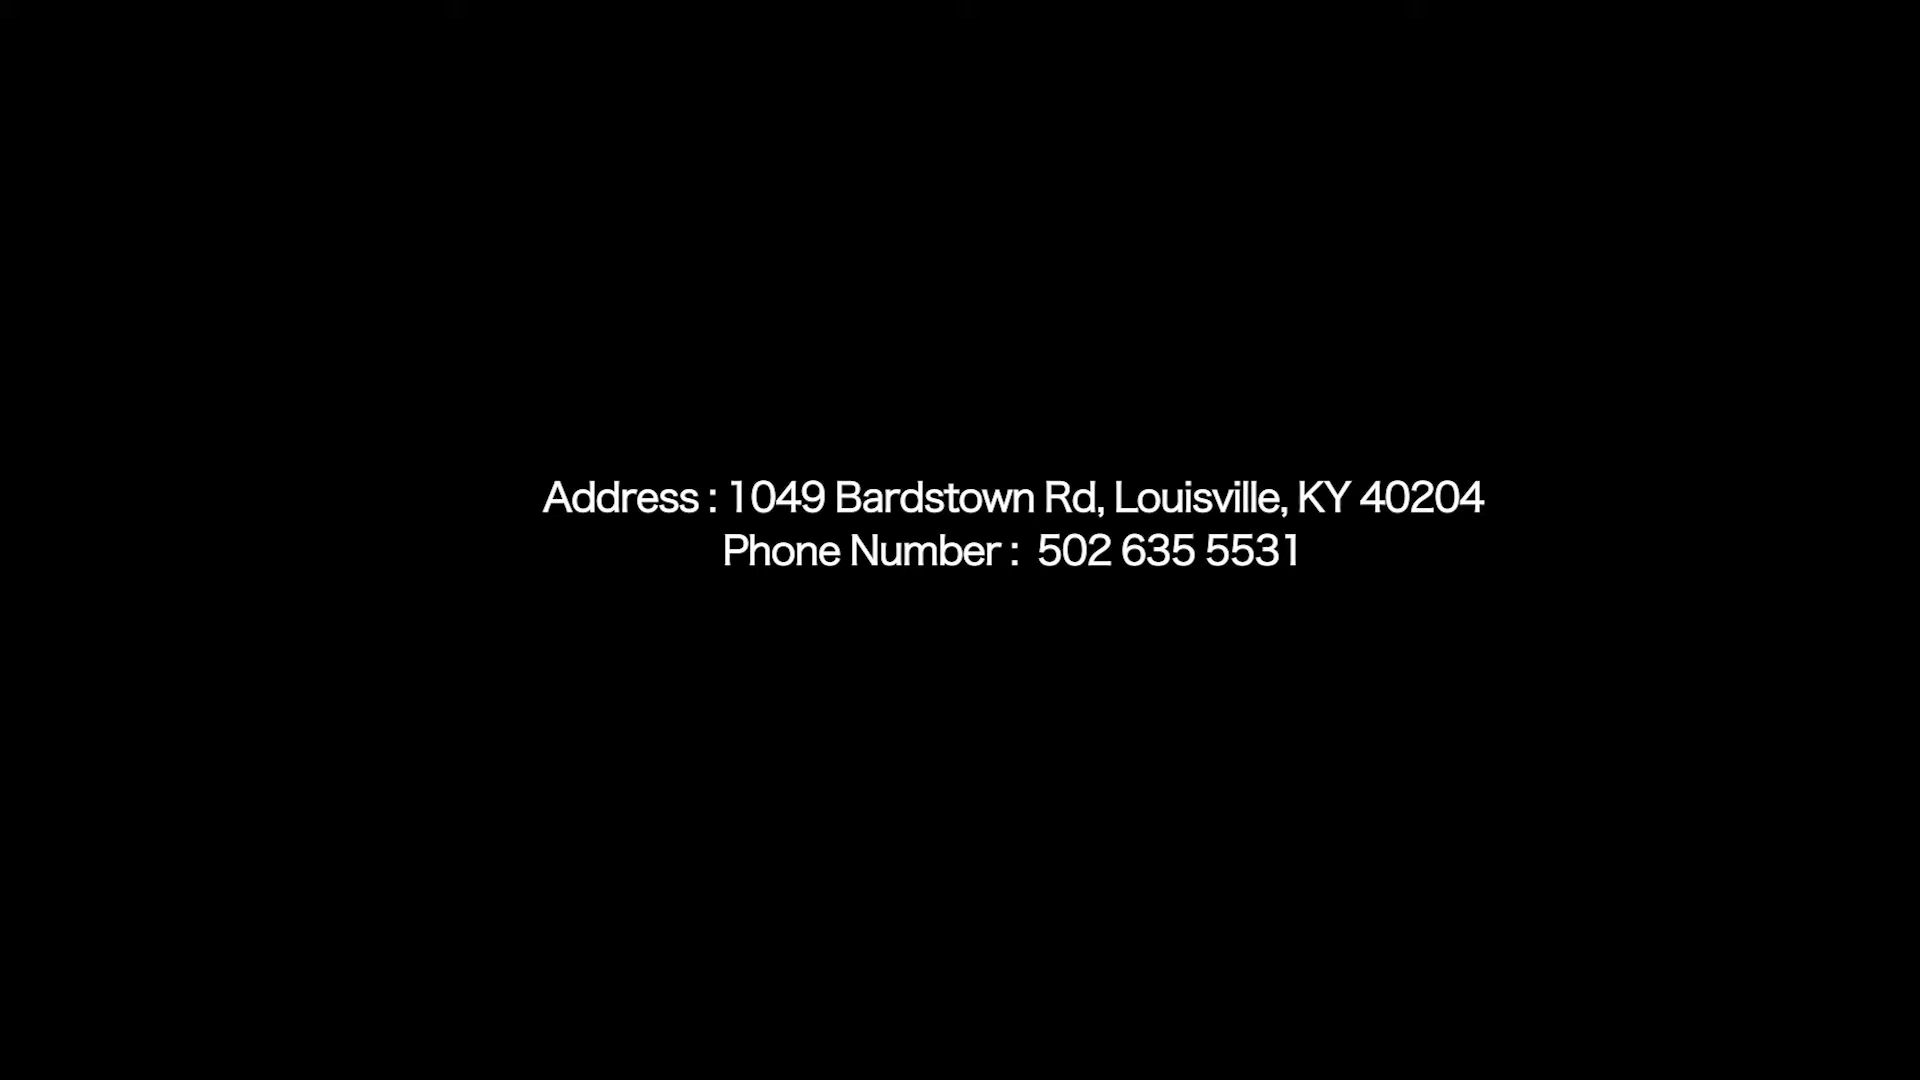 Address : 1049 Bardstown Rd, Louisville, KY 40204
Phone Number :  502 635 5531